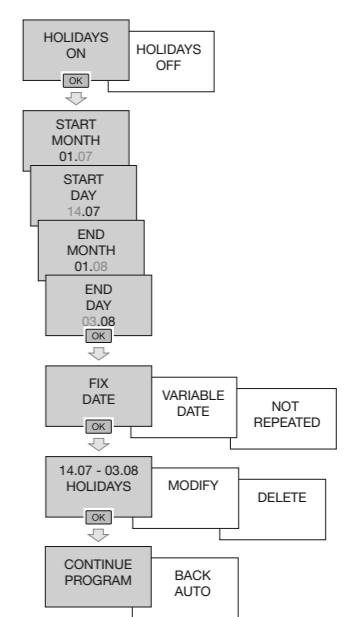 HOLIDAYS
ON
HOLIDAYS
OFF
OK
START
MONTH
01.07
START
DAY
14.07
END
MONTH
01.08
END
DAY
03.08
OK
FIX
DATE
VARIABLE
DATE
NOT
REPEATED
OK
14.07 - 03.08
HOLIDAYS
MODIFY
DELETE
OK
CONTINUE
PROGRAM
BACK
AUTO